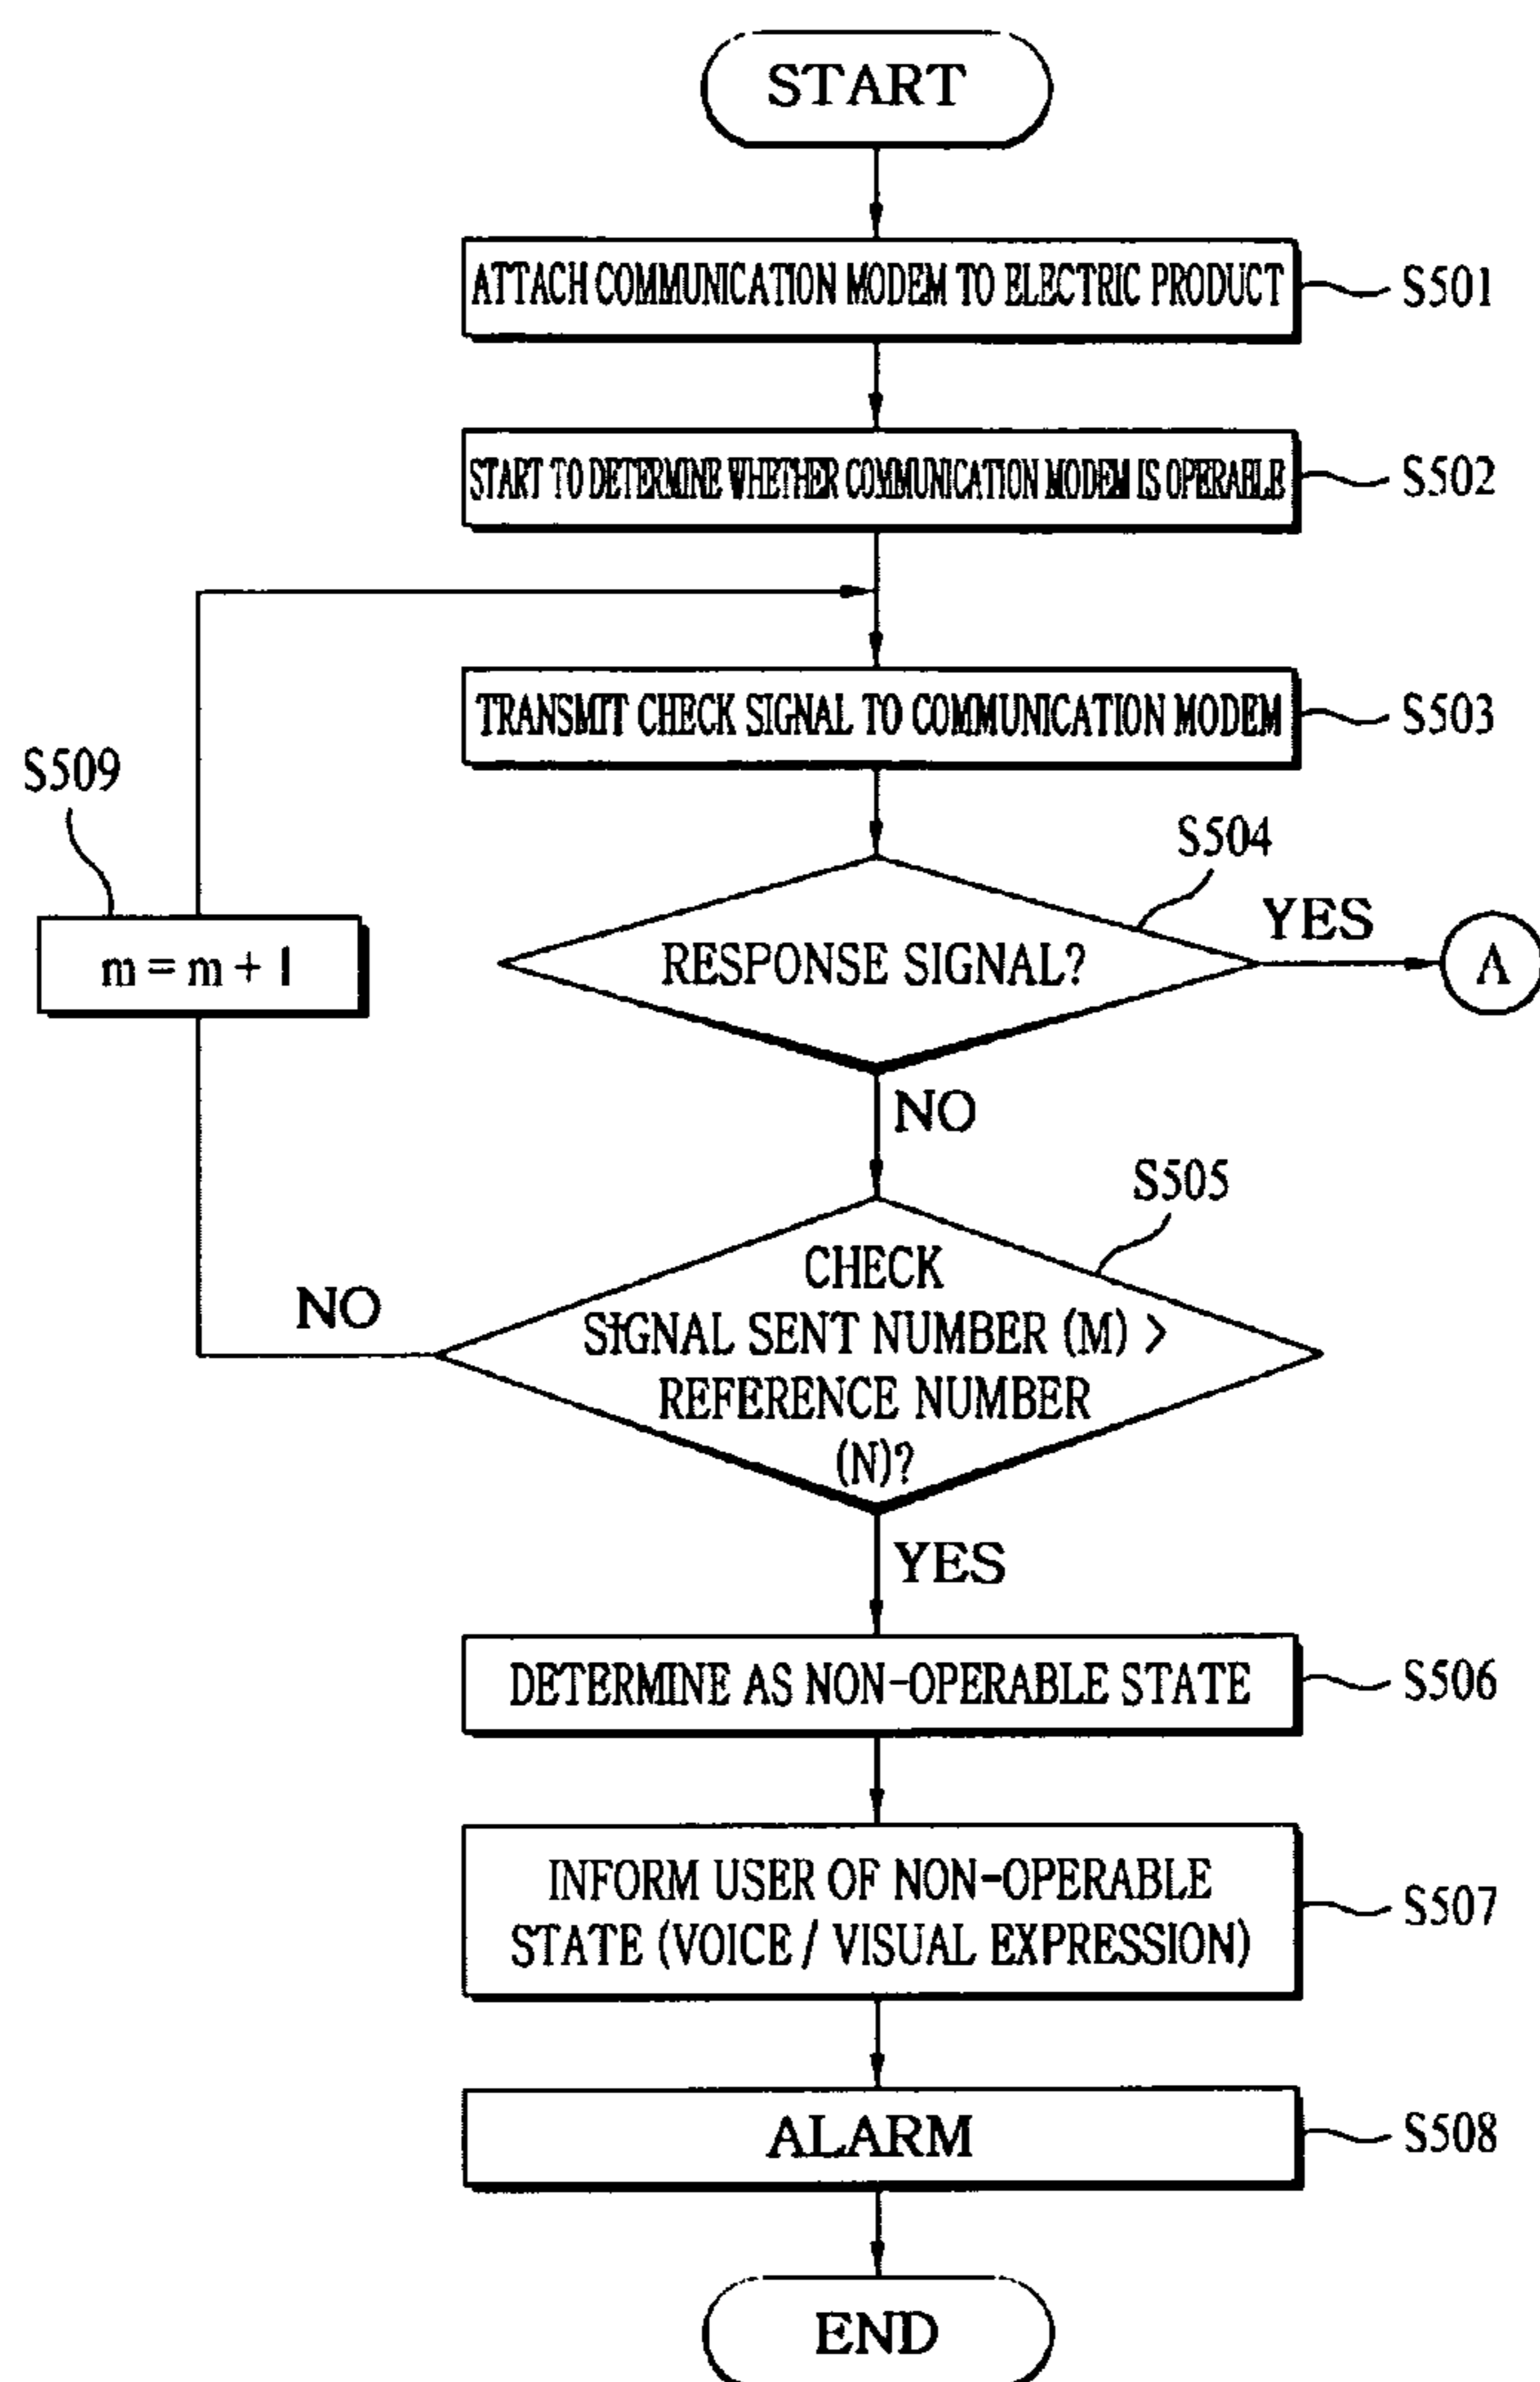 START
ATTACH COMMUNICATION MODEM TO ELECTRIC PRODUCT
S501
START TO DETERMINE WHETHER COMMUNICATION MODEM IS OPERABLE
S502
TRANSMIT CHECK SIGNAL TO COMMUNICATION MODEM
S503
S509
m = m + 1
S504
RESPONSE SIGNAL?
YES
A
NO
S505
CHECK
SIGNAL SENT NUMBER (M) >
REFERENCE NUMBER
(N)?
NO
YES
DETERMINE AS NON-OPERABLE STATE
S506
INFORM USER OF NON-OPERABLE
STATE (VOICE / VISUAL EXPRESSION)
S507
ALARM
S508
END